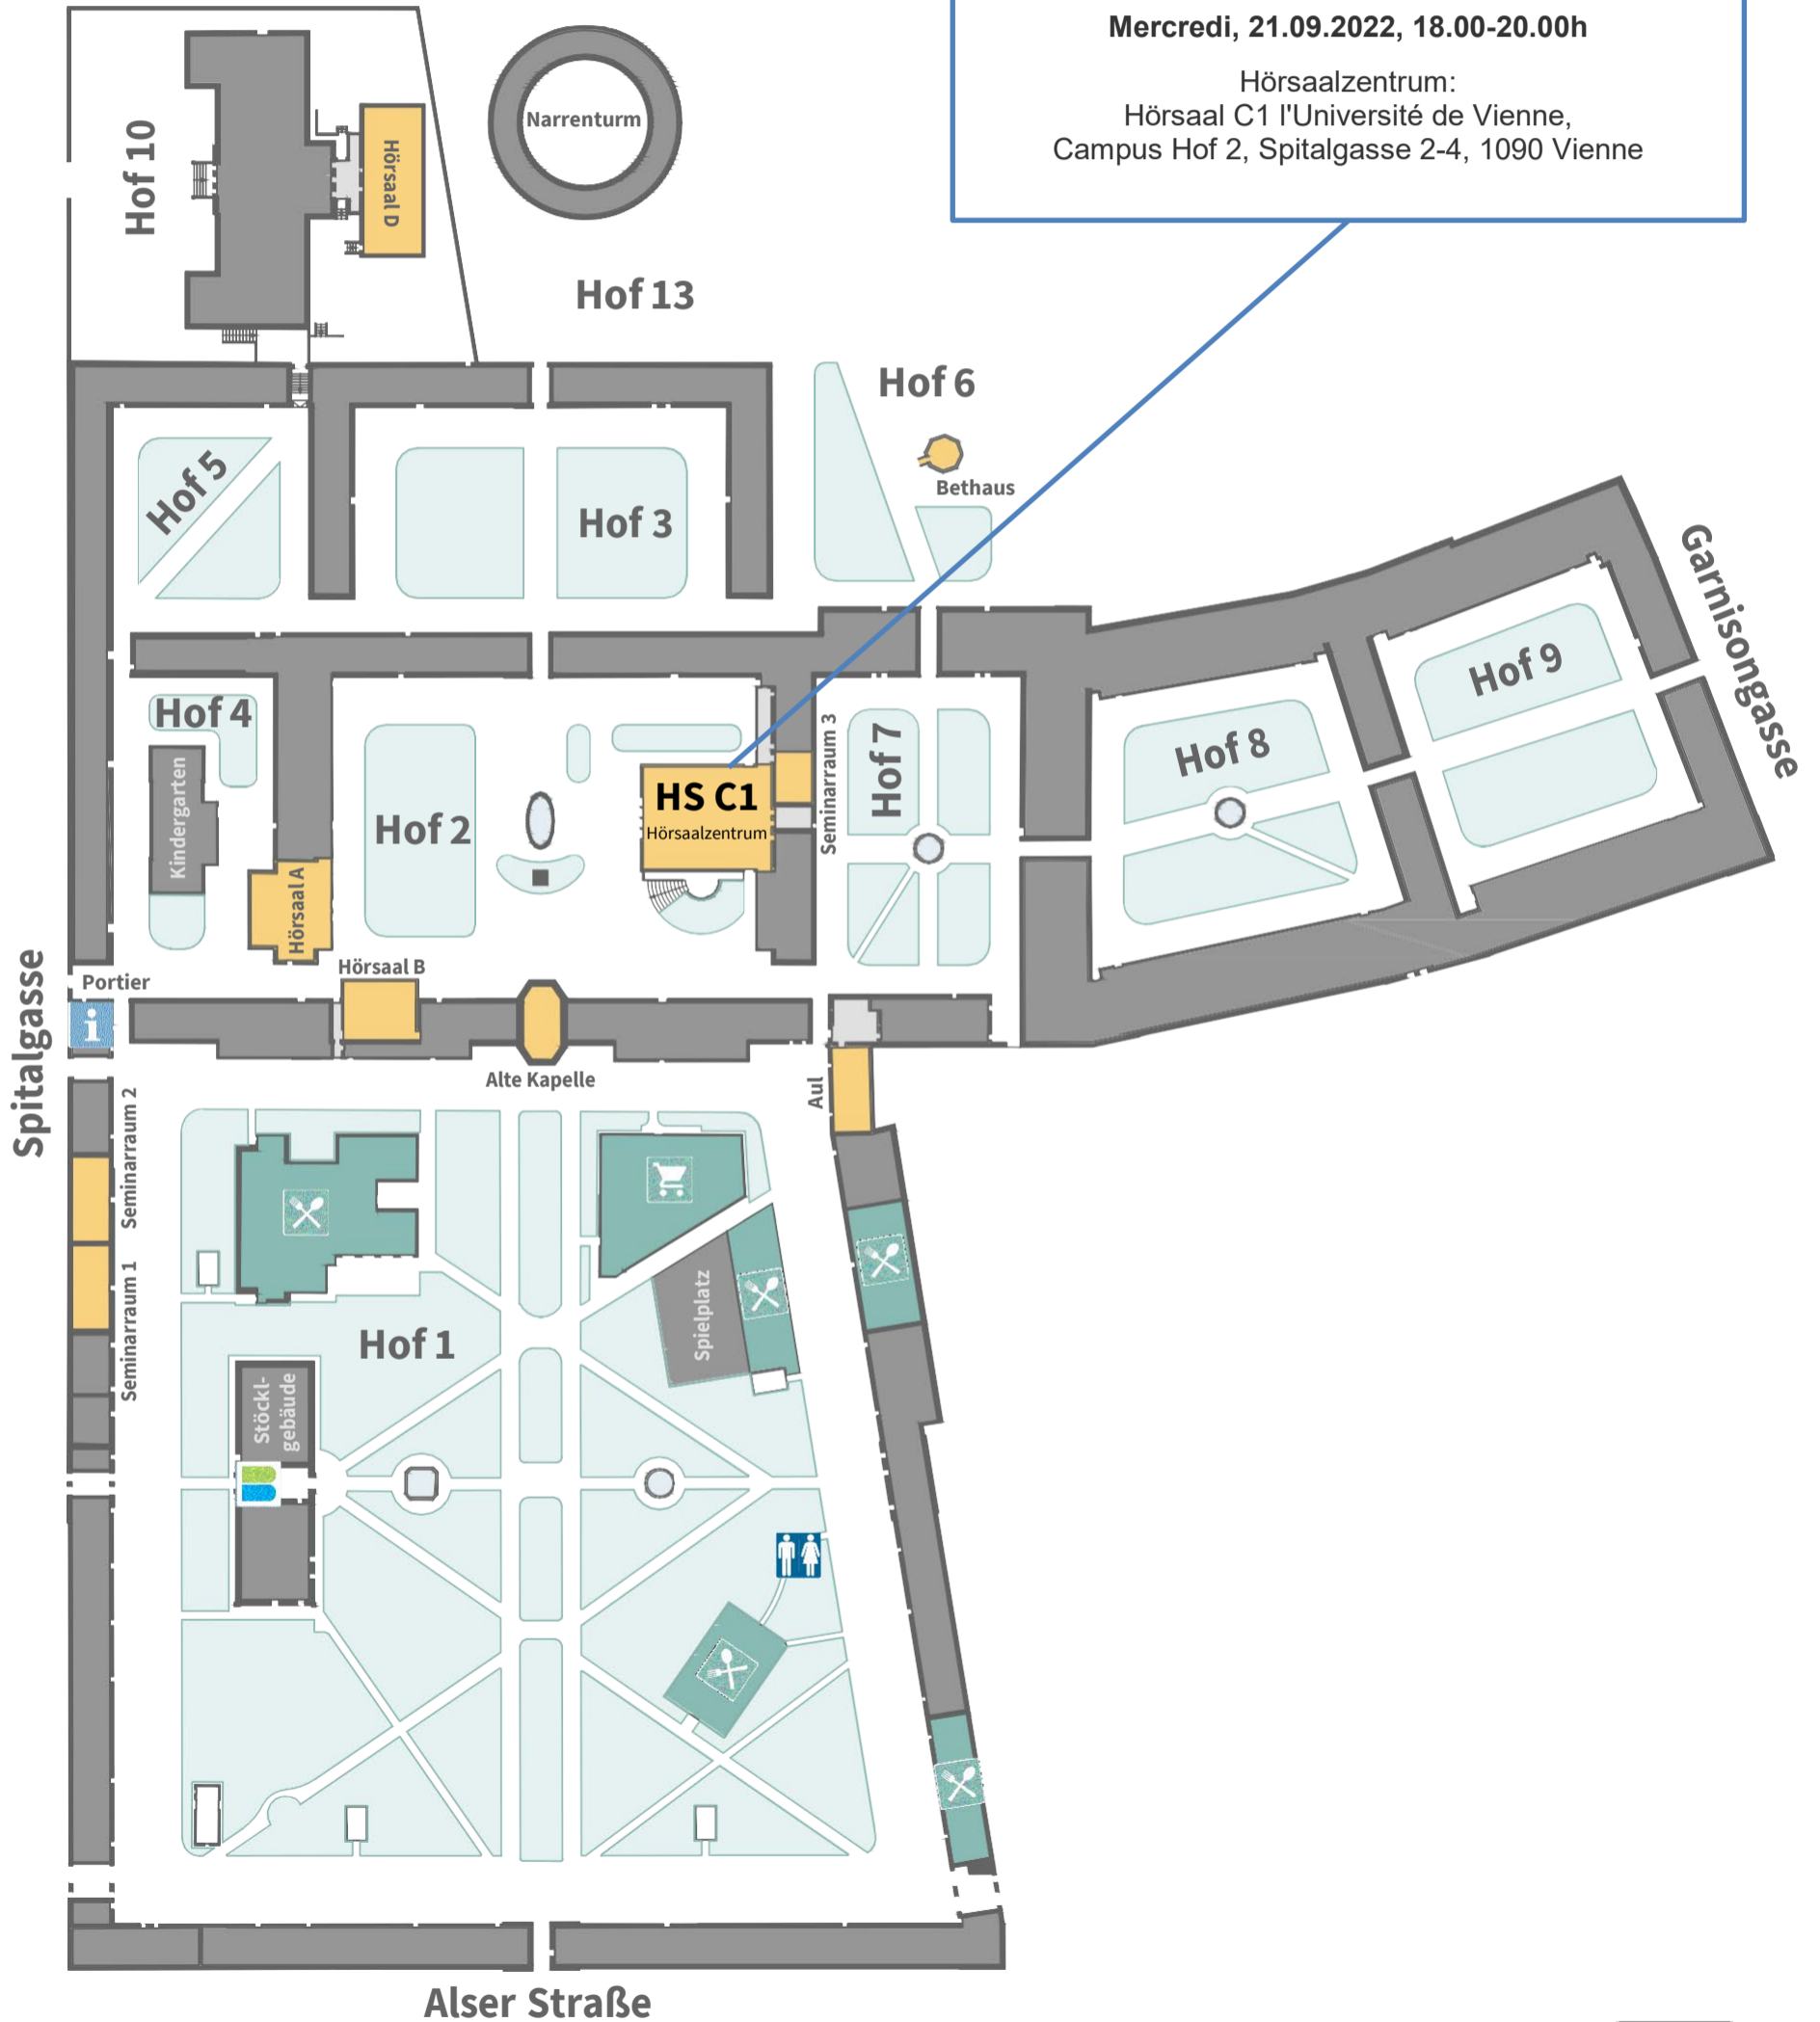 Mercredi, 21.09.2022, 18.00-20.00h
Hörsaalzentrum:
Hörsaal C1 l'Université de Vienne,
Campus Hof 2, Spitalgasse 2-4, 1090 Vienne
Narrenturm
Hof 10
Hörsaal D
Hof 13
Hof 6
Bethaus
Hof 5
Hof 3
Garnisongasse
Hof 9
Hof 4
Hof 7
Hof 8
Kindergarten
Hof 2
HS C1
Hörsaalzentrum
Seminarraum 3
Hörsaal A
Spitalgasse
Portier
Hörsaal B
i
Alte Kapelle
Aul
Seminarraum 2
Seminarraum 1
Spielplatz
Hof 1
Stöckl-
gebäude
Alser Straße